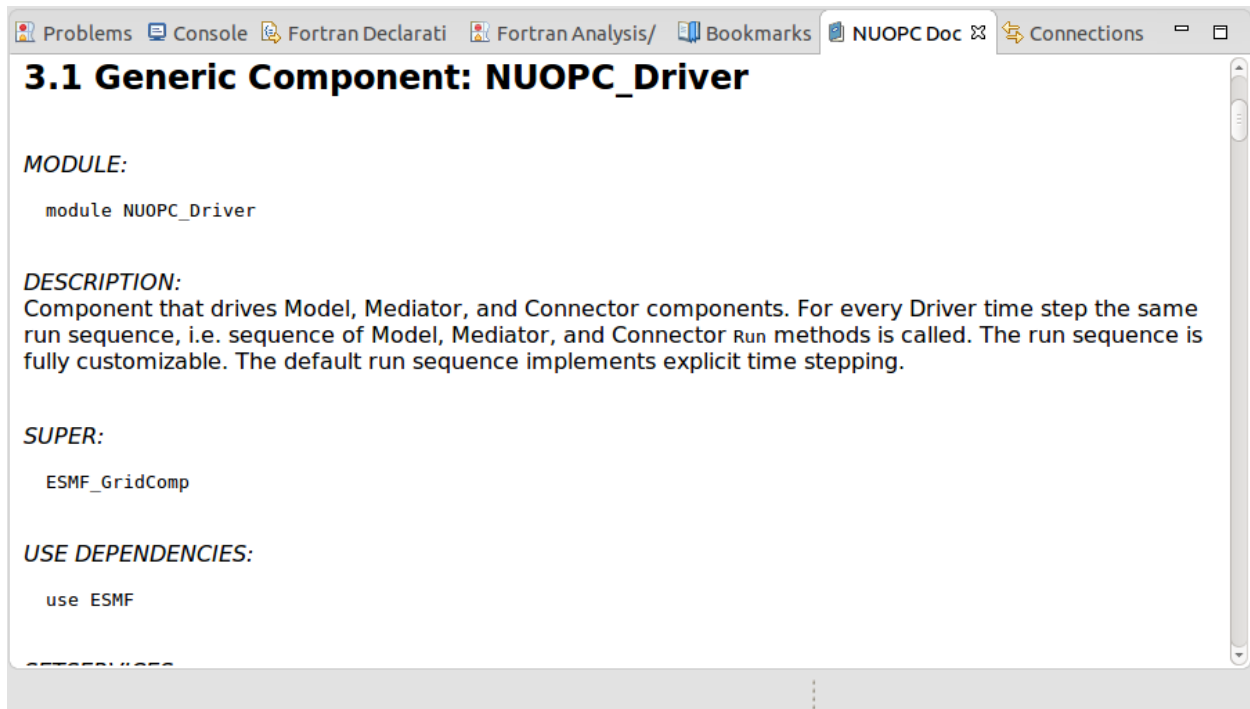 Problems Console Fortran Declarati Fortran Analysis/ Bookmarks NUOPC Doc Connections
3.1 Generic Component: NUOPC_Driver
MODULE:
module NUOPC_Driver
DESCRIPTION:
Component that drives Model, Mediator, and Connector components. For every Driver time step the same
run sequence, i.e. sequence of Model, Mediator, and Connector Run methods is called. The run sequence is
fully customizable. The default run sequence implements explicit time stepping.
SUPER:
ESMF_GridComp
USE DEPENDENCIES:
use ESMF